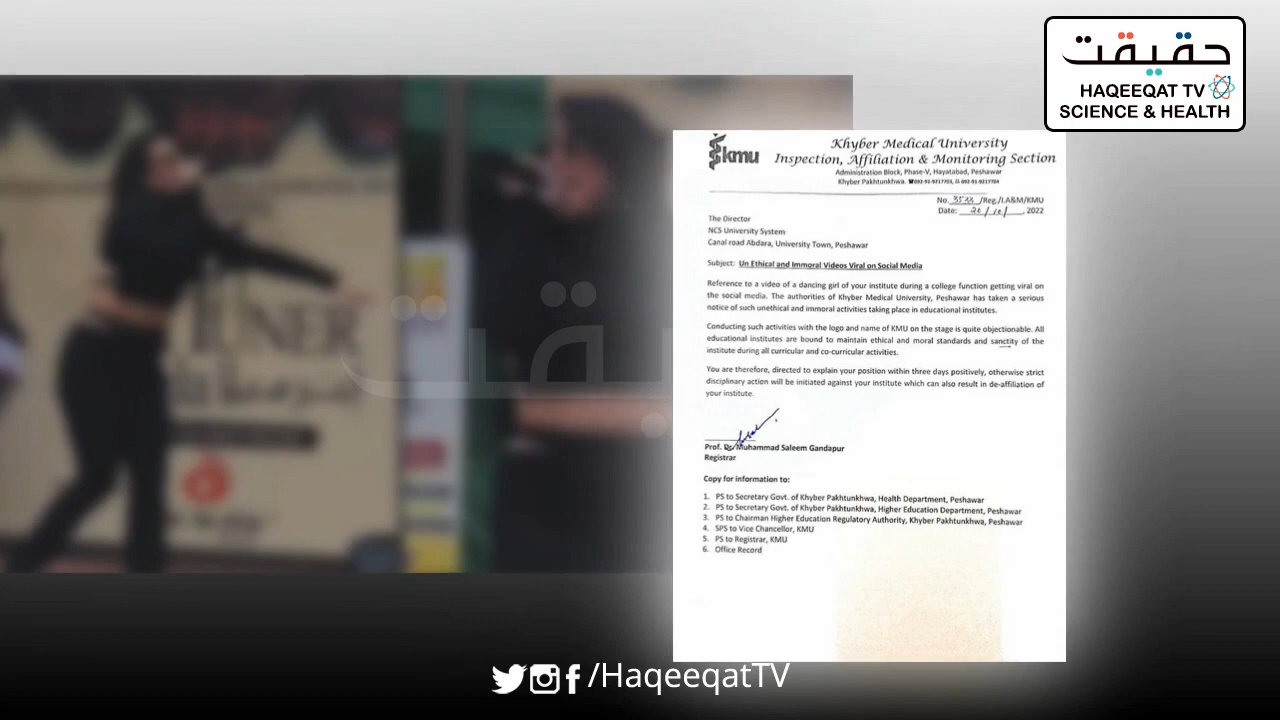 حقیقت
HAQEEQAT TV
SCIENCE & HEALTH
kmu
Khyber Medical University
Inspection, Affiliation & Monitoring Section
Administration Block, Phase-V, Hayatabad, Peshawar
Khyber Pakhtunkhwa. ☎092-91-9217703, 092-91-9217704
No. /Reg./I.A&M/KMU
Date: , 2022
The Director
NCS University System
Canal road Abdara, University Town, Peshawar
Subject: Un Ethical and Immoral Videos Viral on Social Media
Reference to a video of a dancing girl of your institute during a college function getting viral on
the social media. The authorities of Khyber Medical University, Peshawar has taken a serious
notice of such unethical and immoral activities taking place in educational institutes.
Conducting such activities with the logo and name of KMU on the stage is quite objectionable. All
educational institutes are bound to maintain ethical and moral standards and sanctity of the
institute during all curricular and co-curricular activities.
You are therefore, directed to explain your position within three days positively, otherwise strict
disciplinary action will be initiated against your institute which can also result in de-affiliation of
your institute.
Prof. Dr. Muhammad Saleem Gandapur
Registrar
Copy for information to:
1. PS to Secretary Govt. of Khyber Pakhtunkhwa, Health Department, Peshawar
2. PS to Secretary Govt. of Khyber Pakhtunkhwa, Higher Education Department, Peshawar
3. PS to Chairman Higher Education Regulatory Authority, Khyber Pakhtunkhwa, Peshawar
4. SPS to Vice Chancellor, KMU
5. PS to Registrar, KMU
6. Office Record
/HaqeeqatTV